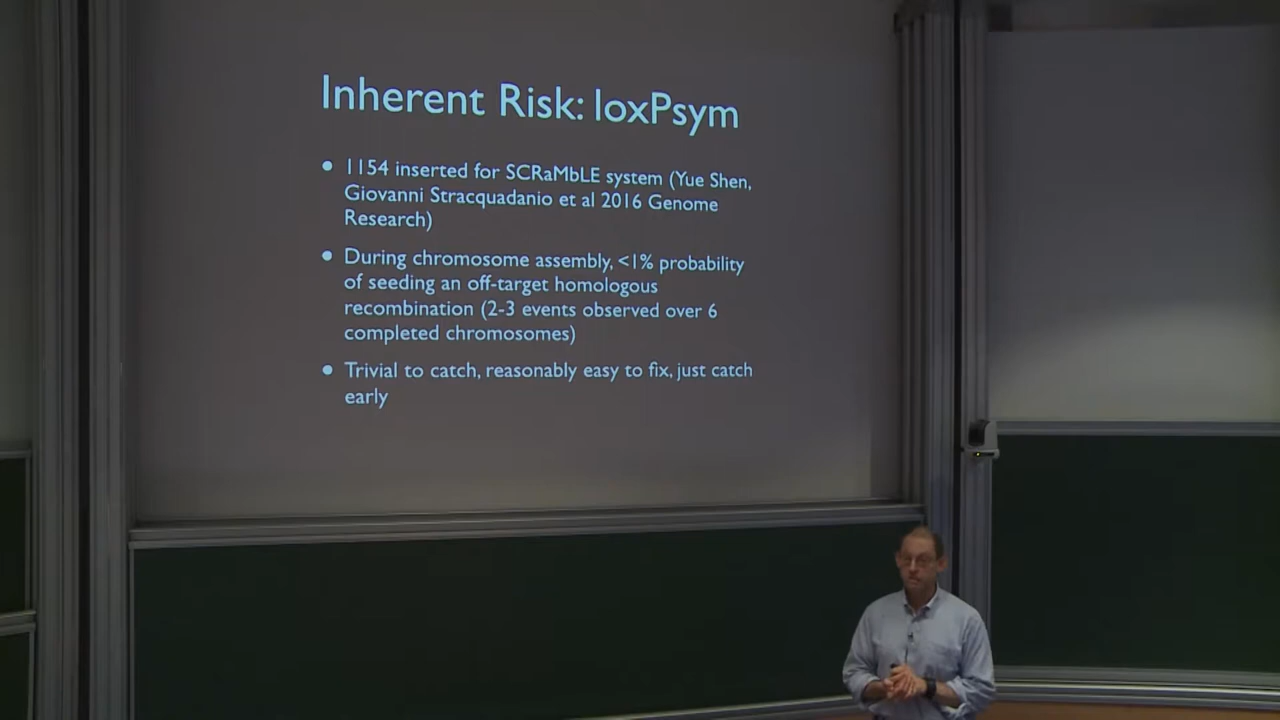 Inherent Risk: loxPsym
• 1154 inserted for SCRaMbLE system (Yue Shen,
Giovanni Stracquadanio et al 2016 Genome
Research)
• During chromosome assembly, <1% probability
of seeding an off-target homologous
recombination (2-3 events observed over 6
completed chromosomes)
• Trivial to catch, reasonably easy to fix, just catch
early